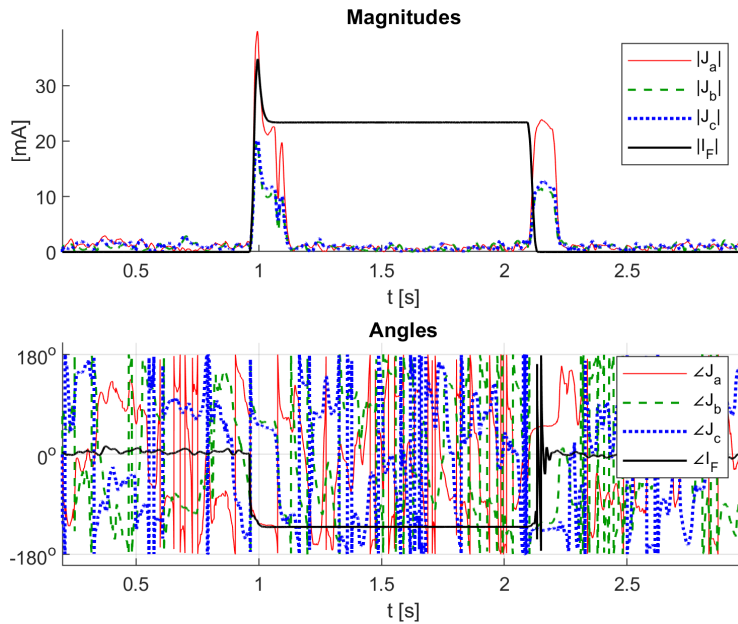 Magnitudes
[mA]
30
20
10
0
0.5
1
1.5
2
2.5
t [s]
|J_a|
|J_b|
|J_c|
|I_F|
Angles
180°
0°
-180°
0.5
1
1.5
2
2.5
t [s]
∠J_a
∠J_b
∠J_c
∠I_F